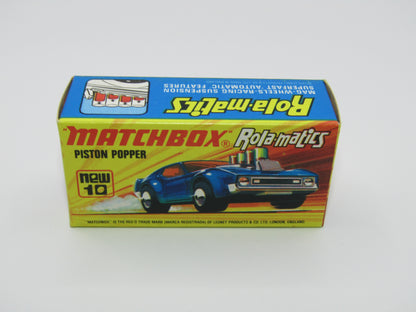 MAG-WHEELS-RACING SUSPENSION
SUPERFAST AUTOMATIC FEATURES
Rola-matics
"MATCHBOX"® Rola-matics
PISTON POPPER
new
10
"MATCHBOX" IS THE REG'D TRADE MARK (MARCA REGISTRADA) OF LESNEY PRODUCTS & CO. LTD. LONDON, ENGLAND.